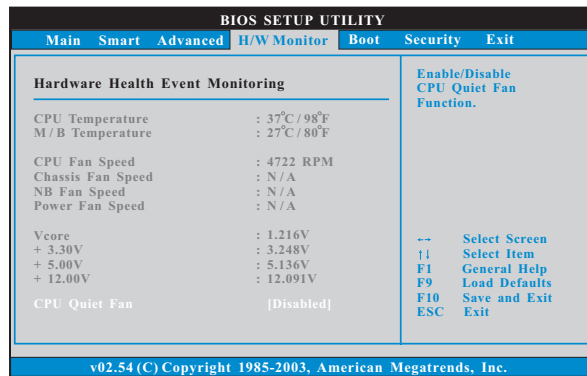 BIOS SETUP UTILITY
Main Smart Advanced H/W Monitor Boot Security Exit
Hardware Health Event Monitoring
CPU Temperature : 37°C / 98°F
M / B Temperature : 27°C / 80°F
CPU Fan Speed : 4722 RPM
Chassis Fan Speed : N / A
NB Fan Speed : N / A
Power Fan Speed : N / A
Vcore : 1.216V
+ 3.30V : 3.248V
+ 5.00V : 5.136V
+ 12.00V : 12.091V
CPU Quiet Fan [Disabled]
Enable/Disable
CPU Quiet Fan
Function.
←→ Select Screen
↑↓ Select Item
F1 General Help
F9 Load Defaults
F10 Save and Exit
ESC Exit
v02.54 (C) Copyright 1985-2003, American Megatrends, Inc.